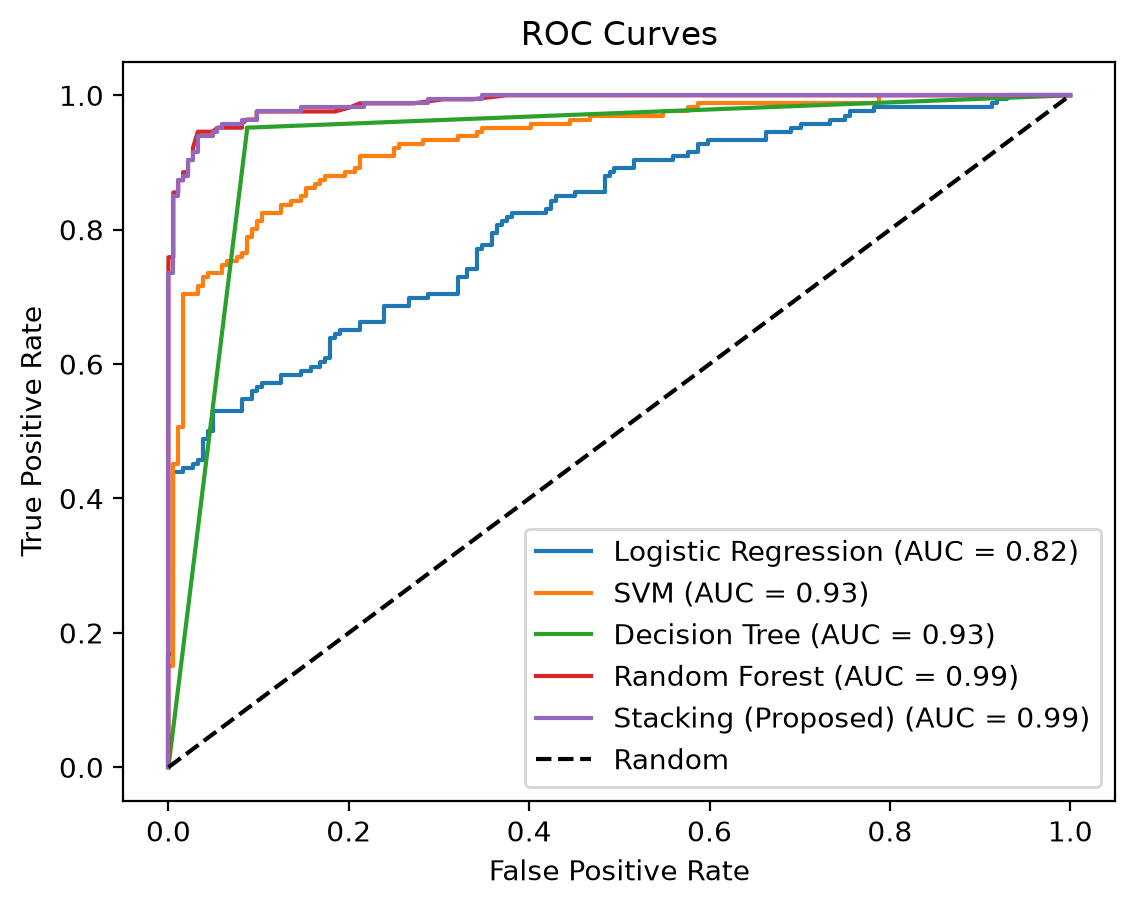 ROC Curves
1.0
0.8
0.6
0.4
0.2
0.0
True Positive Rate
Logistic Regression (AUC = 0.82)
SVM (AUC = 0.93)
Decision Tree (AUC = 0.93)
Random Forest (AUC = 0.99)
Stacking (Proposed) (AUC = 0.99)
Random
0.0 0.2 0.4 0.6 0.8 1.0
False Positive Rate